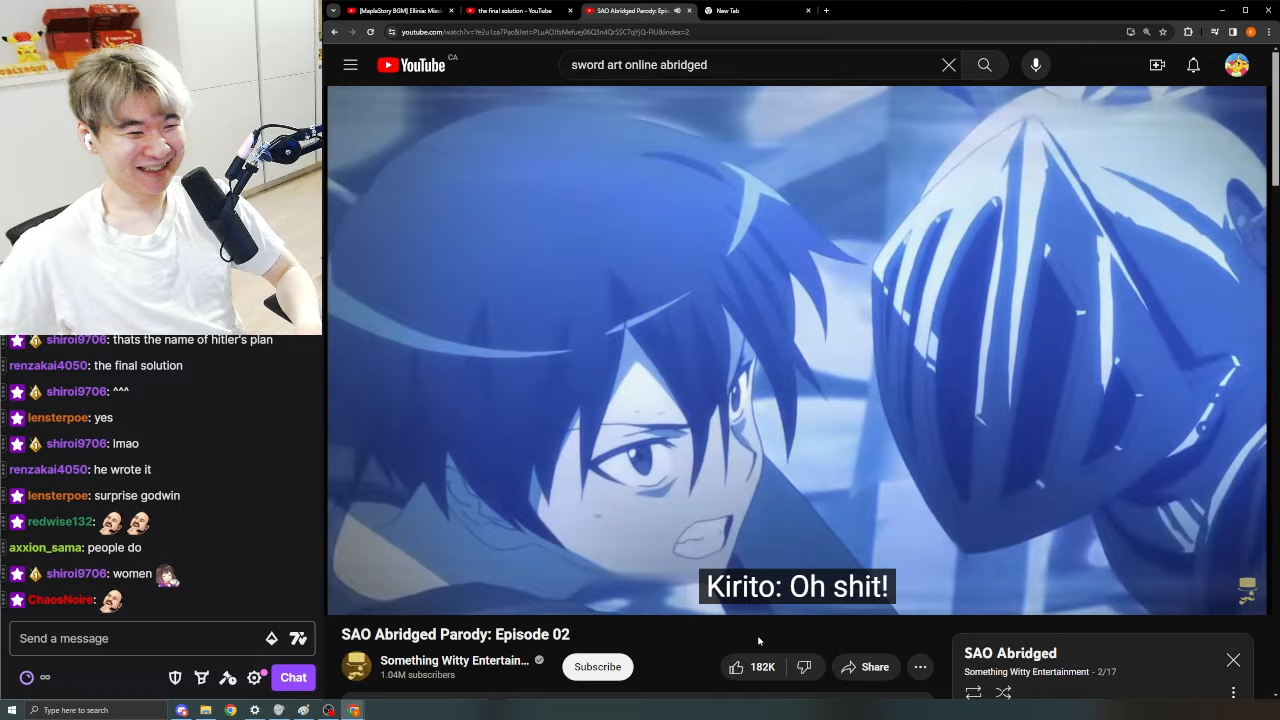 [MapleStory BGM] Ellinia: Missi
the final solution - YouTube
SAO Abridged Parody: Epis
New Tab
youtube.com/watch?v=Ye2u1za7Pac&list=PLuAOJfsMefuej06Q3n4QrSSC7qYjQ-FlU&index=2
YouTube CA
sword art online abridged
shiroi9706: thats the name of hitler's plan
renzakai4050: the final solution
shiroi9706: ^^^
lensterpoe: yes
shiroi9706: lmao
renzakai4050: he wrote it
lensterpoe: surprise godwin
redwise132:
axxion_sama: people do
shiroi9706: women
ChaosNoire:
Send a message
Chat
Kirito: Oh shit!
SAO Abridged Parody: Episode 02
Something Witty Entertain...
1.04M subscribers
Subscribe
182K
Share
SAO Abridged
Something Witty Entertainment - 2/17
Type here to search